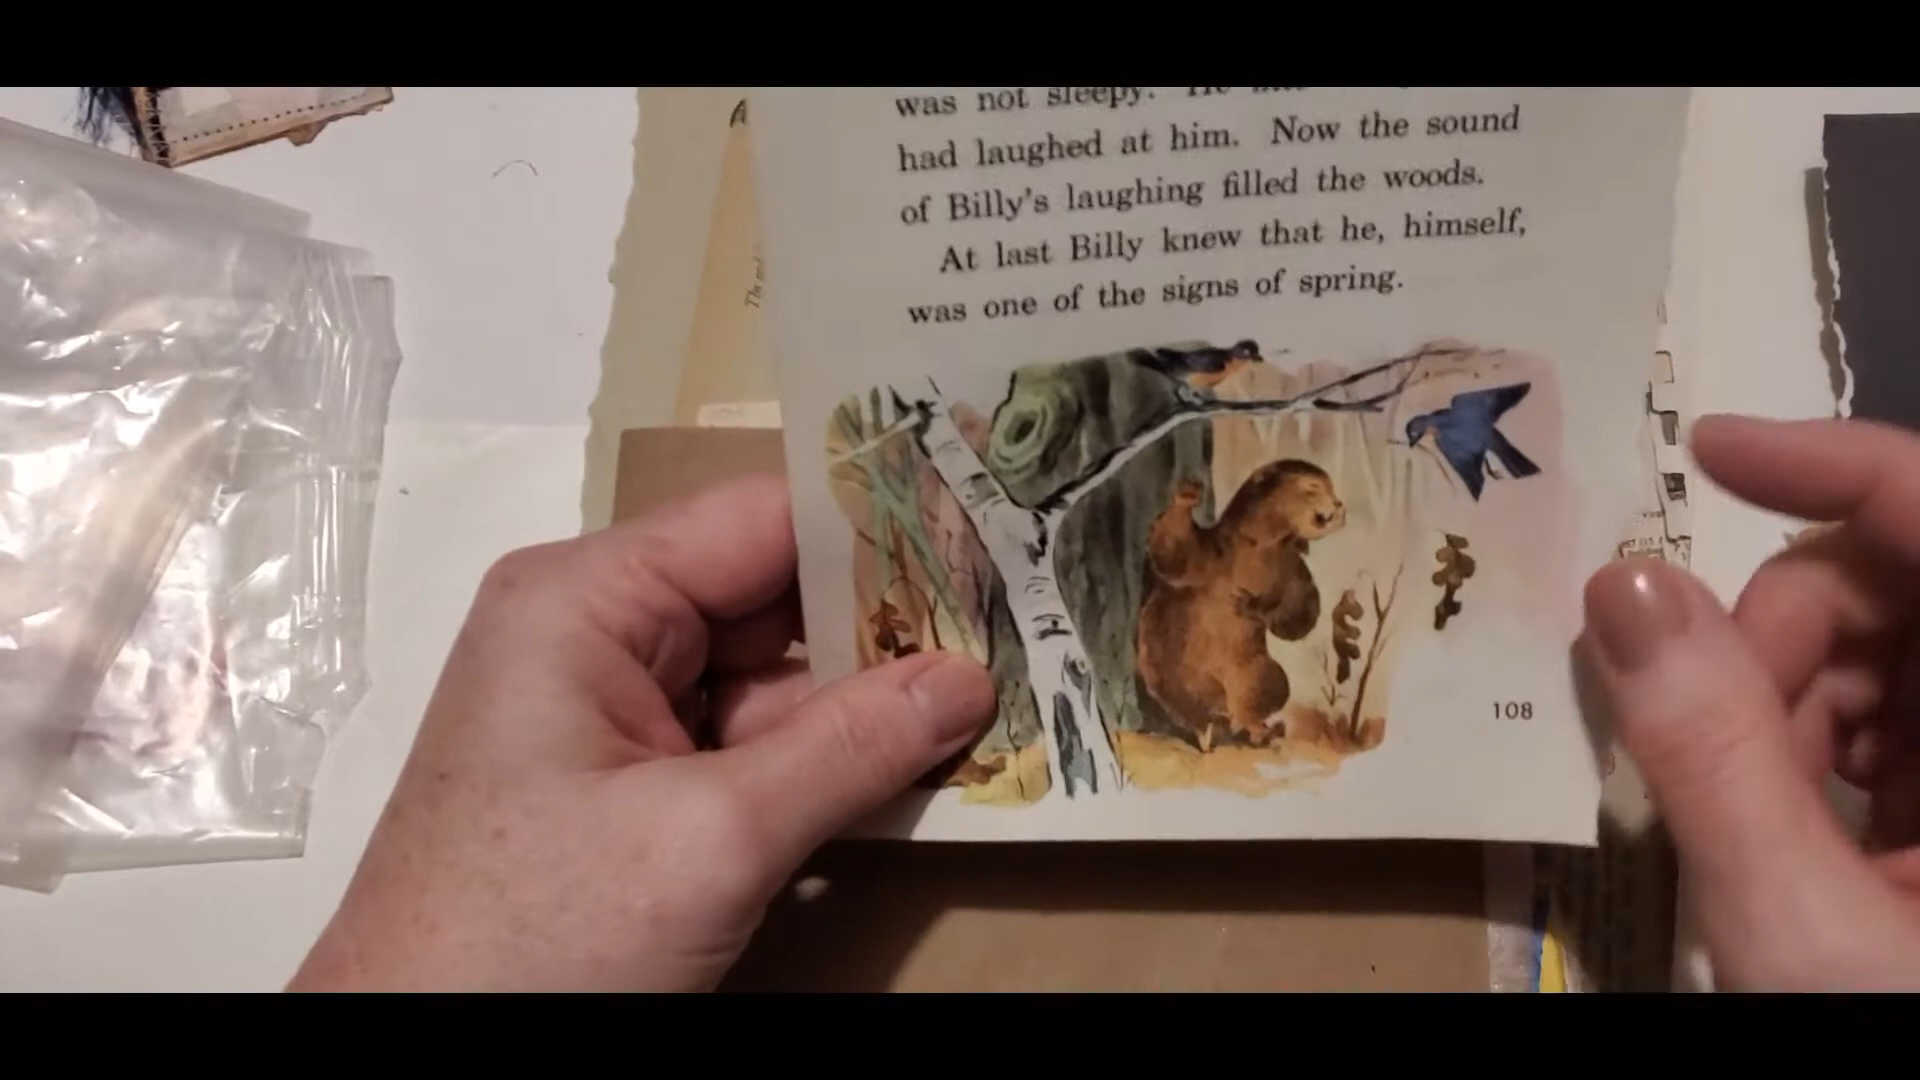 was not sleepy. He
had laughed at him. Now the sound
of Billy's laughing filled the woods.
At last Billy knew that he, himself,
was one of the signs of spring.
108
A